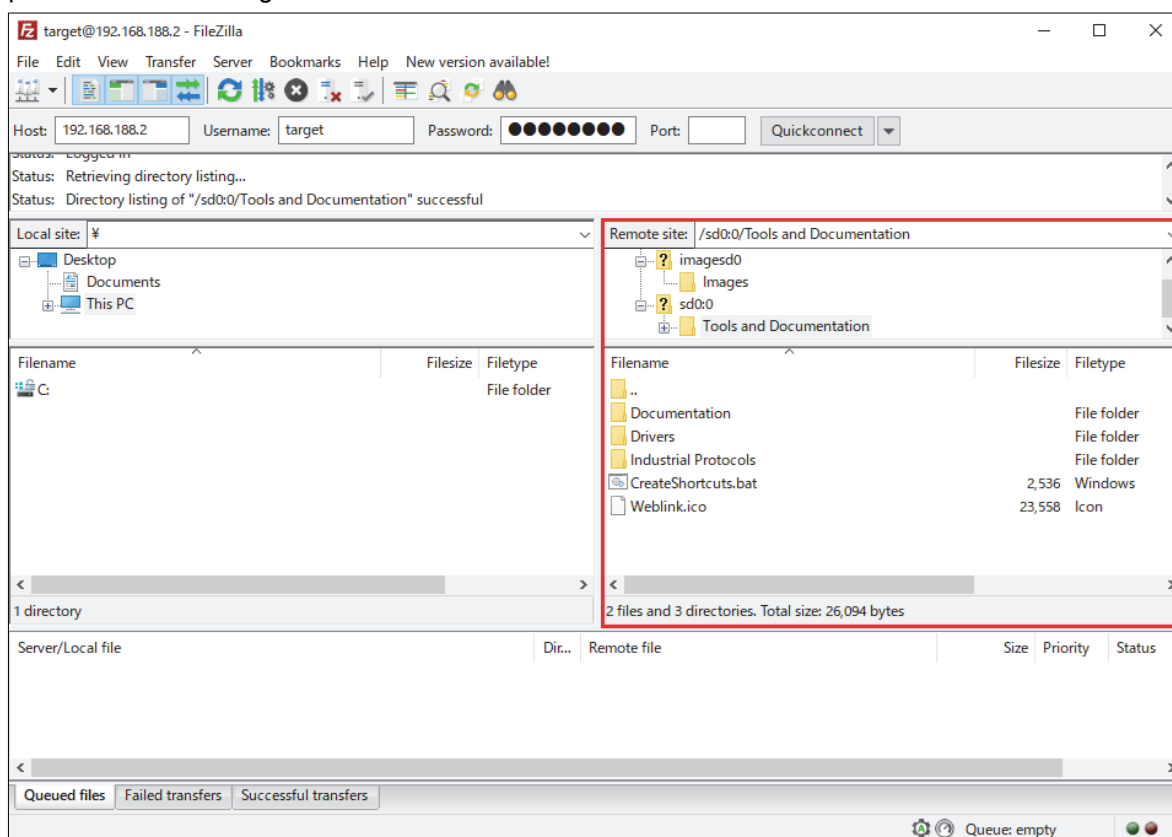 target@192.168.188.2 - FileZilla
File Edit View Transfer Server Bookmarks Help New version available!
Host: 192.168.188.2 Username: target Password: ●●●●●●●● Port: Quickconnect
Status: Logged in
Status: Retrieving directory listing...
Status: Directory listing of "/sd0:0/Tools and Documentation" successful
Local site: ¥
Desktop
Documents
This PC
Filename Filesize Filetype
C: File folder
1 directory
Remote site: /sd0:0/Tools and Documentation
? imagesd0
Images
? sd0:0
Tools and Documentation
Filename Filesize Filetype
..
Documentation File folder
Drivers File folder
Industrial Protocols File folder
CreateShortcuts.bat 2,536 Windows
Weblink.ico 23,558 Icon
2 files and 3 directories. Total size: 26,094 bytes
Server/Local file Dir... Remote file Size Priority Status
Queued files Failed transfers Successful transfers
Queue: empty